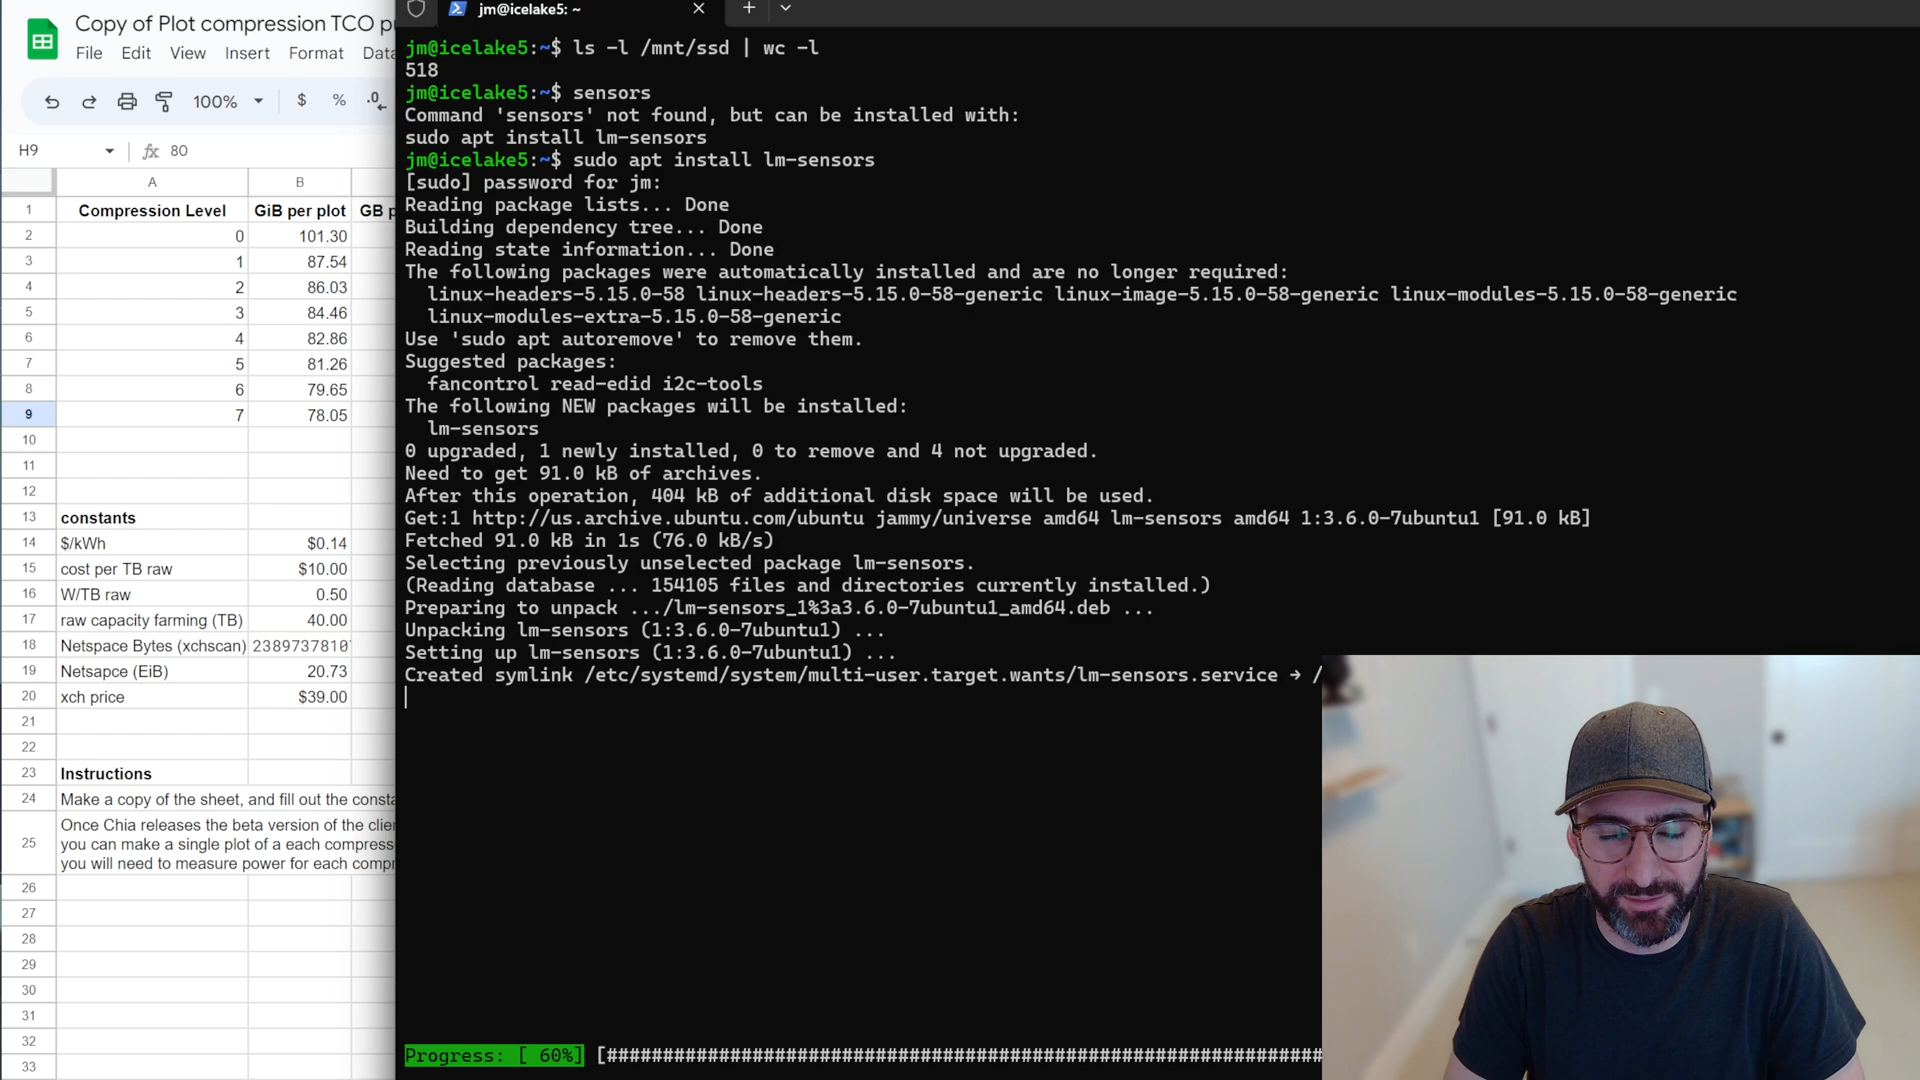 Copy of Plot compression TCO
File Edit View Insert Format Data
100% $ % .0
H9 fx 80
A B
1 Compression Level GiB per plot GB p
2 0 101.30
3 1 87.54
4 2 86.03
5 3 84.46
6 4 82.86
7 5 81.26
8 6 79.65
9 7 78.05
10
11
12
13 constants
14 $/kWh $0.14
15 cost per TB raw $10.00
16 W/TB raw 0.50
17 raw capacity farming (TB) 40.00
18 Netspace Bytes (xchscan) 2389737810
19 Netsapce (EiB) 20.73
20 xch price $39.00
21
22
23 Instructions
24 Make a copy of the sheet, and fill out the consta
25 Once Chia releases the beta version of the clie
you can make a single plot of a each compress
you will need to measure power for each comp
26
27
28
29
30
31
32
33
jm@icelake5: ~
jm@icelake5:~$ ls -l /mnt/ssd | wc -l
518
jm@icelake5:~$ sensors
Command 'sensors' not found, but can be installed with:
sudo apt install lm-sensors
jm@icelake5:~$ sudo apt install lm-sensors
[sudo] password for jm:
Reading package lists... Done
Building dependency tree... Done
Reading state information... Done
The following packages were automatically installed and are no longer required:
linux-headers-5.15.0-58 linux-headers-5.15.0-58-generic linux-image-5.15.0-58-generic linux-modules-5.15.0-58-generic
linux-modules-extra-5.15.0-58-generic
Use 'sudo apt autoremove' to remove them.
Suggested packages:
fancontrol read-edid i2c-tools
The following NEW packages will be installed:
lm-sensors
0 upgraded, 1 newly installed, 0 to remove and 4 not upgraded.
Need to get 91.0 kB of archives.
After this operation, 404 kB of additional disk space will be used.
Get:1 http://us.archive.ubuntu.com/ubuntu jammy/universe amd64 lm-sensors amd64 1:3.6.0-7ubuntu1 [91.0 kB]
Fetched 91.0 kB in 1s (76.0 kB/s)
Selecting previously unselected package lm-sensors.
(Reading database ... 154105 files and directories currently installed.)
Preparing to unpack .../lm-sensors_1%3a3.6.0-7ubuntu1_amd64.deb ...
Unpacking lm-sensors (1:3.6.0-7ubuntu1) ...
Setting up lm-sensors (1:3.6.0-7ubuntu1) ...
Created symlink /etc/systemd/system/multi-user.target.wants/lm-sensors.service → /
Progress: [ 60%] [################################################################